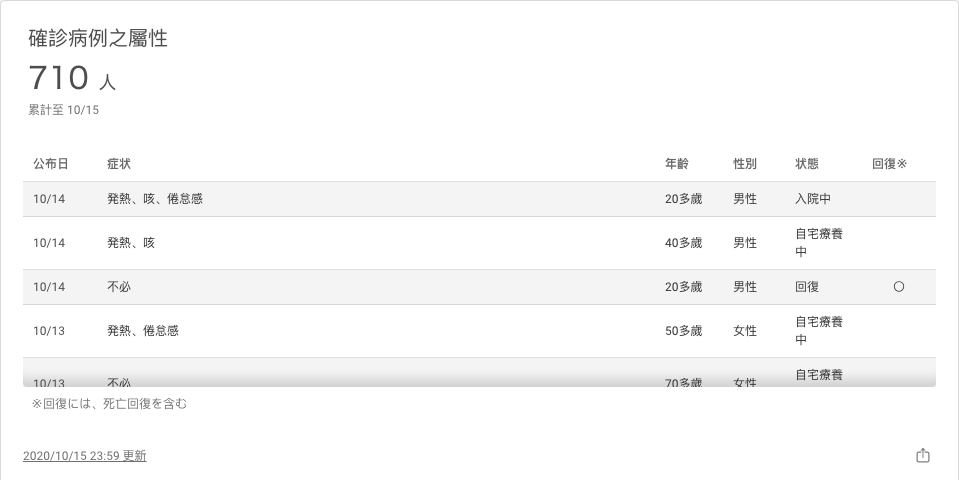 確診病例之屬性
710 人
累計至 10/15
公布日 症状 年齢 性別 状態 回復※
10/14 発熱、咳、倦怠感 20多歲 男性 入院中
10/14 発熱、咳 40多歲 男性 自宅療養
中
10/14 不必 20多歲 男性 回復 〇
10/13 発熱、倦怠感 50多歲 女性 自宅療養
中
10/13 不必 70多歲 女性 自宅療養
※回復には、死亡回復を含む
2020/10/15 23:59 更新